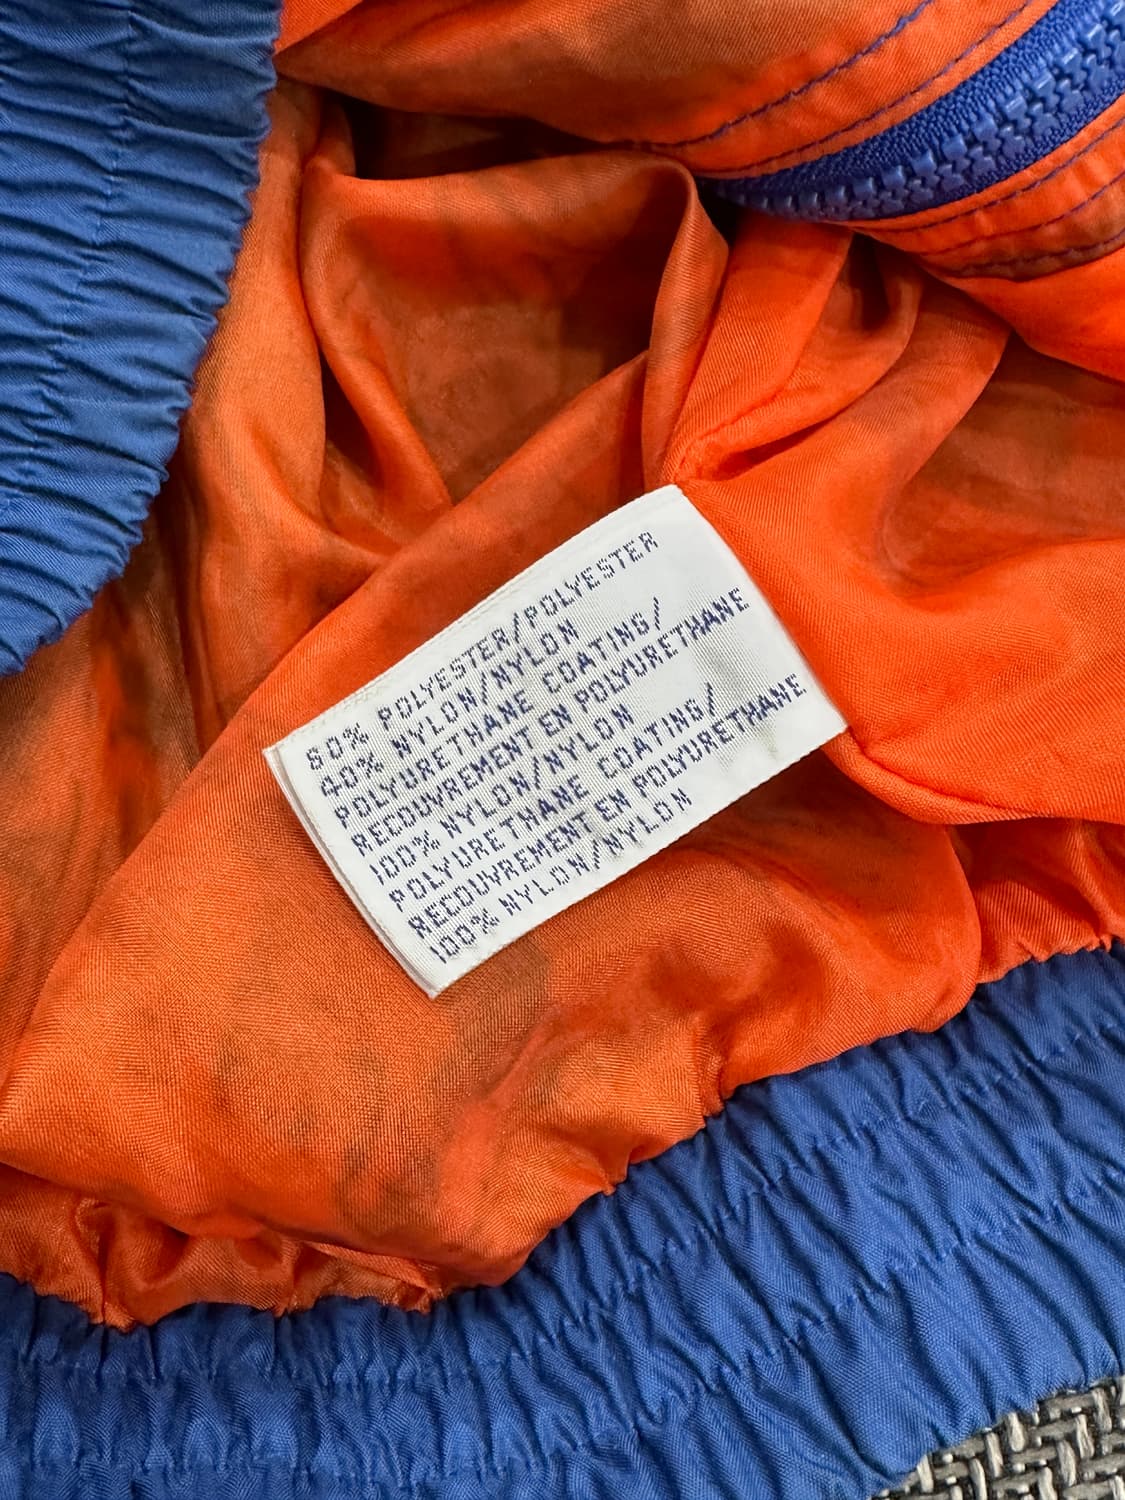 60% POLYESTER/POLYESTER
40% NYLON/NYLON
POLYURETHANE COATING/
RECOUVREMENT EN POLYURETHANE
100% NYLON/NYLON
POLYURETHANE COATING/
RECOUVREMENT EN POLYURETHANE
100% NYLON/NYLON